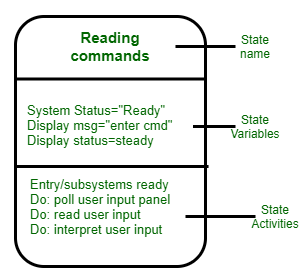 Reading
commands
State
name
System Status="Ready"
Display msg="enter cmd"
Display status=steady
State
Variables
Entry/subsystems ready
Do: poll user input panel
Do: read user input
Do: interpret user input
State
Activities